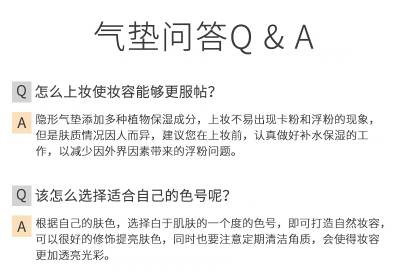 气垫问答Q & A
Q 怎么上妆使妆容能够更服帖?
A 隐形气垫添加多种植物保湿成分，上妆不易出现卡粉和浮粉的现象，
但是肤质情况因人而异，建议您在上妆前，认真做好补水保湿的工
作，以减少因外界因素带来的浮粉问题。
Q 该怎么选择适合自己的色号呢?
A 根据自己的肤色，选择白于肌肤的一个度的色号，即可打造自然妆容，
可以很好的修饰提亮肤色，同时也要注意定期清洁角质，会使得妆容
更加透亮光彩。